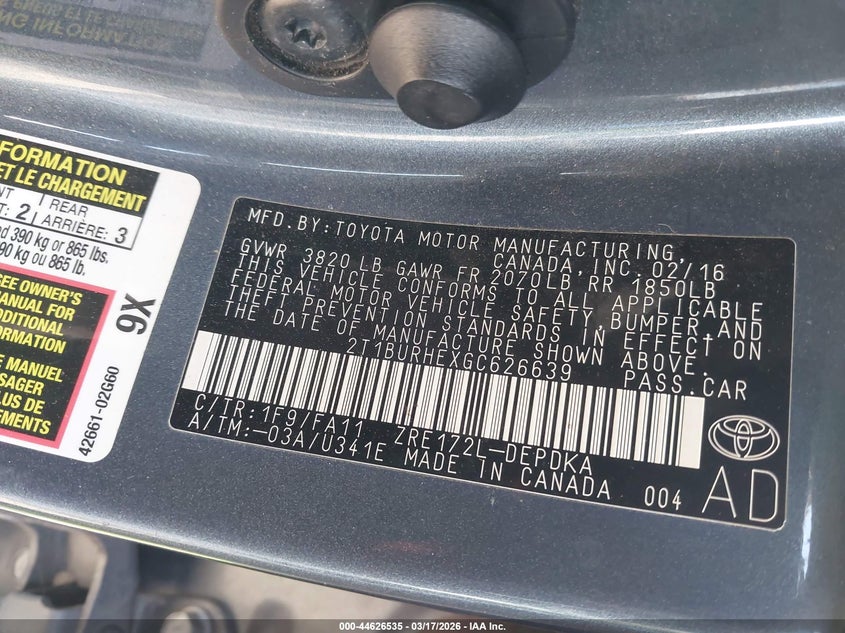 FORMATION
ET LE CHARGEMENT
NT
REAR
T: 2
ARRIÈRE: 3
390 kg or 865 lbs.
90 kg ou 865 lb.
SEE OWNER'S
MANUAL FOR
ADDITIONAL
INFORMATION
MANUEL
PLUS DE
9X
42661-02G60
MFD.BY:TOYOTA MOTOR MANUFACTURING,
CANADA, INC. 02/16
GVWR 3820 LB GAWR FR 2070LB RR 1850LB
THIS VEHICLE CONFORMS TO ALL APPLICABLE
FEDERAL MOTOR VEHICLE SAFETY, BUMPER, AND
THEFT PREVENTION STANDARDS IN EFFECT ON
THE DATE OF MANUFACTURE SHOWN ABOVE.
2T1BURHEXGC626639 PASS.CAR
C/TR:1F9/FA11 ZRE172L-DEPDKA
A/TM:-03A/U341E MADE IN CANADA 004
AD
000-44626535 - 03/17/2026 - IAA Inc.